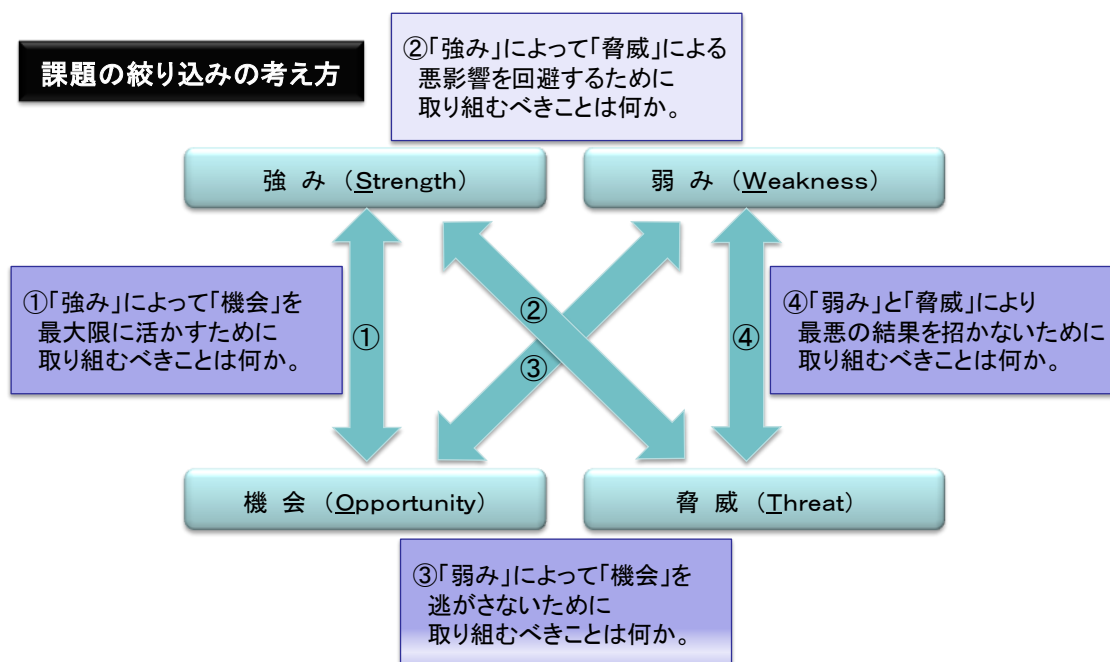 課題の絞り込みの考え方
②「強み」によって「脅威」による
悪影響を回避するために
取り組むべきことは何か。
強 み (Strength)
弱 み (Weakness)
①「強み」によって「機会」を
最大限に活かすために
取り組むべきことは何か。
①
②
③
④
④「弱み」と「脅威」により
最悪の結果を招かないために
取り組むべきことは何か。
機 会 (Opportunity)
脅 威 (Threat)
③「弱み」によって「機会」を
逃がさないために
取り組むべきことは何か。